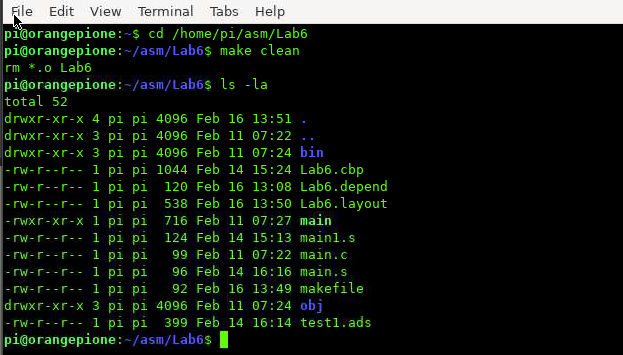 File Edit View Terminal Tabs Help
pi@orangepione:~$ cd /home/pi/asm/Lab6
pi@orangepione:~/asm/Lab6$ make clean
rm *.o Lab6
pi@orangepione:~/asm/Lab6$ ls -la
total 52
drwxr-xr-x 4 pi pi 4096 Feb 16 13:51 .
drwxr-xr-x 3 pi pi 4096 Feb 11 07:22 ..
drwxr-xr-x 3 pi pi 4096 Feb 11 07:24 bin
-rw-r--r-- 1 pi pi 1044 Feb 14 15:24 Lab6.cbp
-rw-r--r-- 1 pi pi  120 Feb 16 13:08 Lab6.depend
-rw-r--r-- 1 pi pi  538 Feb 16 13:50 Lab6.layout
-rwxr-xr-x 1 pi pi  716 Feb 11 07:27 main
-rw-r--r-- 1 pi pi  124 Feb 14 15:13 main1.s
-rw-r--r-- 1 pi pi   99 Feb 11 07:22 main.c
-rw-r--r-- 1 pi pi   96 Feb 14 16:16 main.s
-rw-r--r-- 1 pi pi   92 Feb 16 13:49 makefile
drwxr-xr-x 3 pi pi 4096 Feb 11 07:24 obj
-rw-r--r-- 1 pi pi  399 Feb 14 16:14 test1.ads
pi@orangepione:~/asm/Lab6$